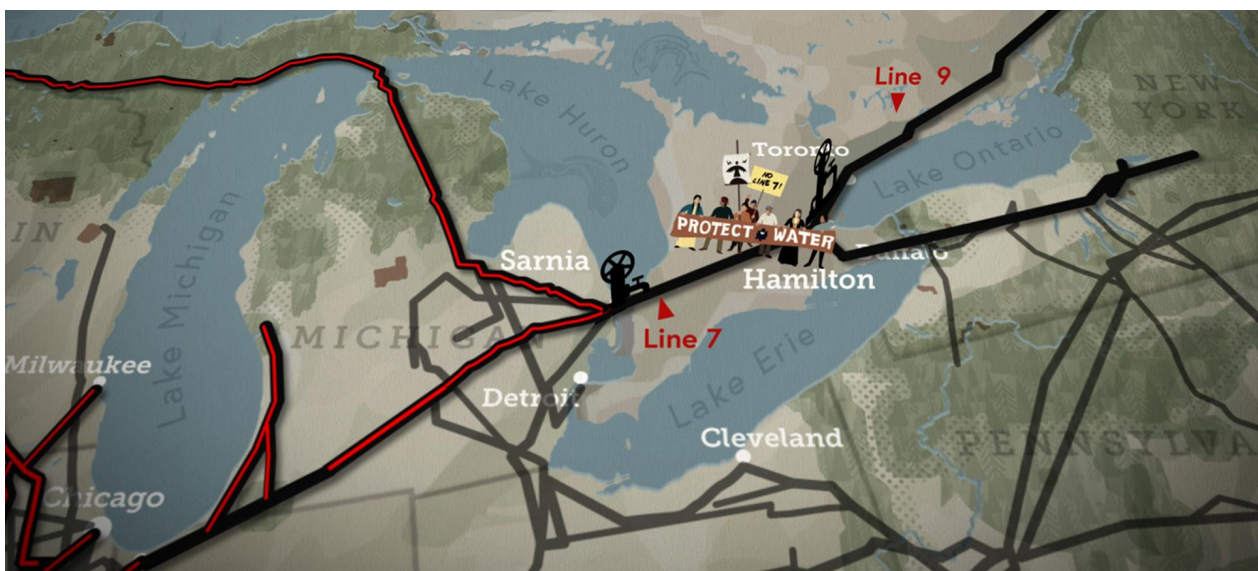 Line 9
NEW
YORK
Lake Huron
Toronto
Lake Ontario
NO
LINE 7!
PROTECT WATER
Lake Michigan
IN
Sarnia
Hamilton
MICHIGAN
Line 7
Milwaukee
Lake Erie
Detroit
Cleveland
PENNSYLVA
Chicago